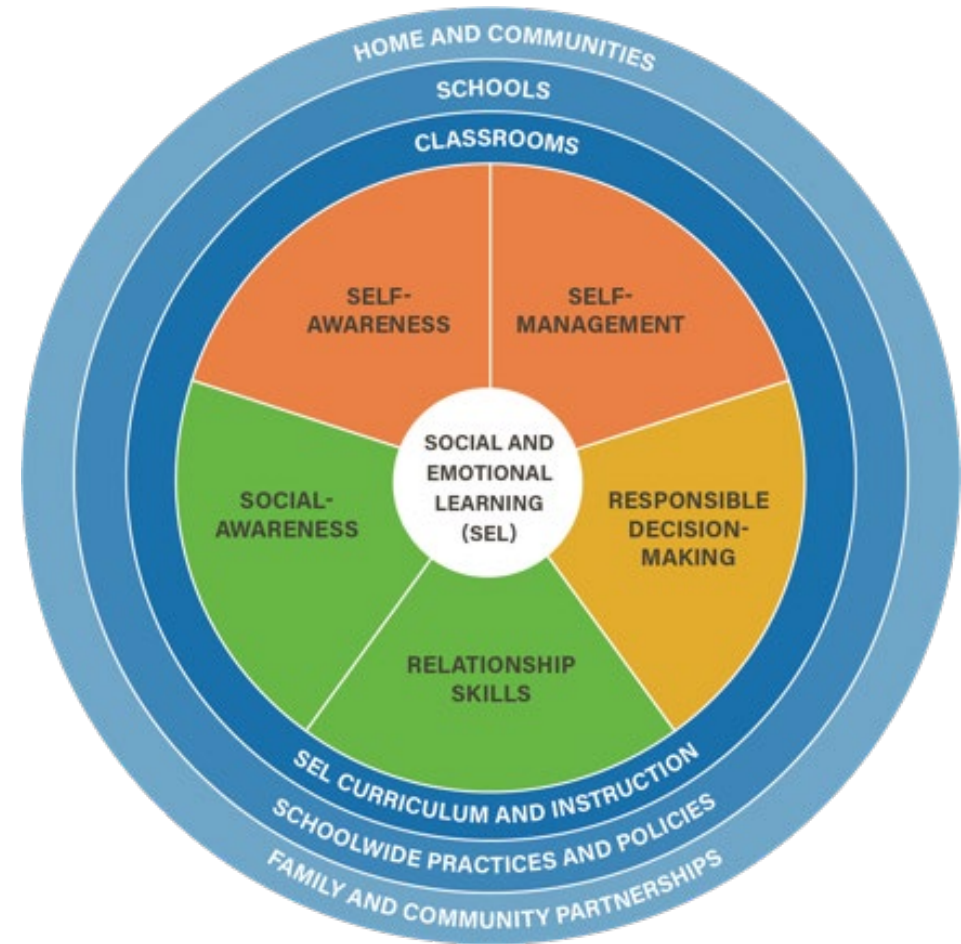 HOME AND COMMUNITIES
SCHOOLS
CLASSROOMS
SELF-
AWARENESS
SELF-
MANAGEMENT
SOCIAL AND
EMOTIONAL
LEARNING
(SEL)
SOCIAL-
AWARENESS
RESPONSIBLE
DECISION-
MAKING
RELATIONSHIP
SKILLS
SEL CURRICULUM AND INSTRUCTION
SCHOOLWIDE PRACTICES AND POLICIES
FAMILY AND COMMUNITY PARTNERSHIPS